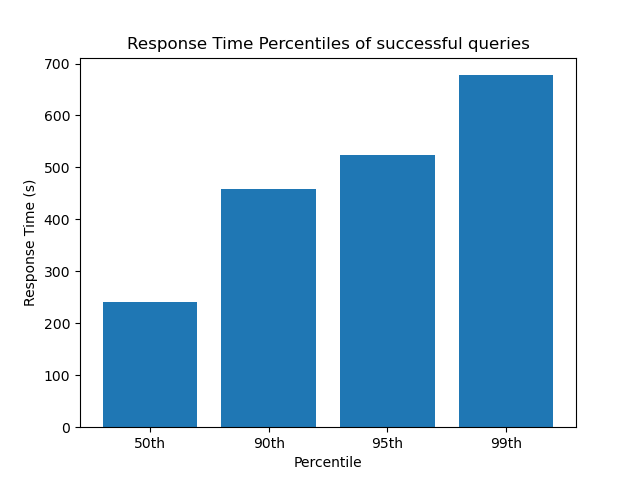 Response Time Percentiles of successful queries
700
600
500
400
300
200
100
0
Response Time (s)
50th 90th 95th 99th
Percentile